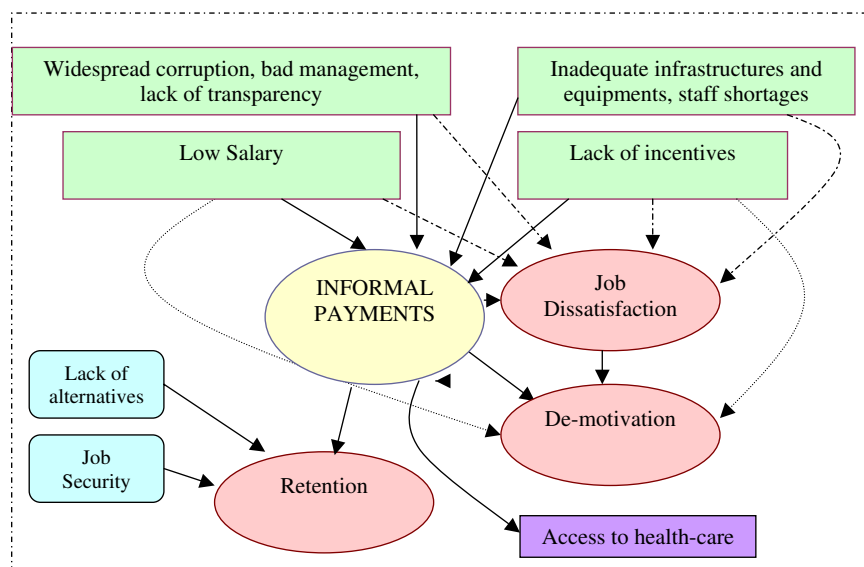 Widespread corruption, bad management,
lack of transparency
Inadequate infrastructures and
equipments, staff shortages
Low Salary
Lack of incentives
INFORMAL
PAYMENTS
Job
Dissatisfaction
Lack of
alternatives
De-motivation
Job
Security
Retention
Access to health-care